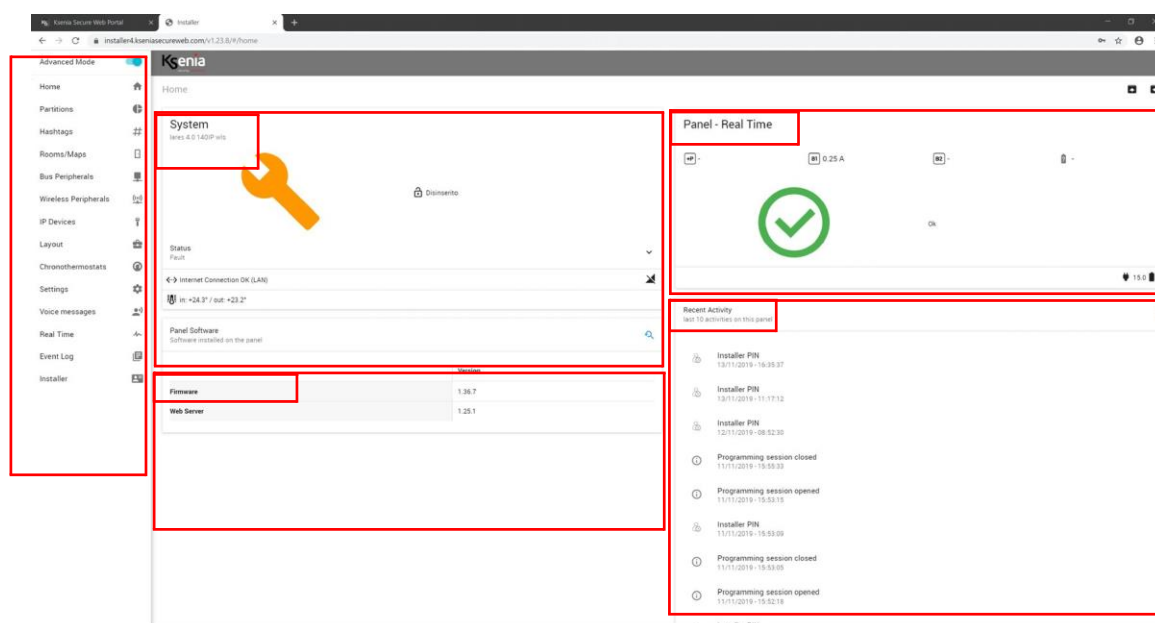 Ksenia Secure Web Portal
Installer
installer4.kseniasecureweb.com/v1.23.8/#/home
Advanced Mode
Ksenia
Home
Home
Partitions
Hashtags
Rooms/Maps
Bus Peripherals
Wireless Peripherals
IP Devices
Layout
Chronothermostats
Settings
Voice messages
Real Time
Event Log
Installer
System
lares 4.0 140IP wls
Disinserito
Status
Fault
Internet Connection OK (LAN)
in: +24.3° / out: +23.2°
Panel Software
Software installed on the panel
Version
Firmware 1.36.7
Web Server 1.25.1
Panel - Real Time
+P -
B1 0.25 A
B2 -
-
Ok
15.0
Recent Activity
last 10 activities on this panel
Installer PIN
13/11/2019 - 16:35:37
Installer PIN
13/11/2019 - 11:17:12
Installer PIN
12/11/2019 - 08:52:30
Programming session closed
11/11/2019 - 15:55:33
Programming session opened
11/11/2019 - 15:53:15
Installer PIN
11/11/2019 - 15:53:09
Programming session closed
11/11/2019 - 15:53:05
Programming session opened
11/11/2019 - 15:52:18